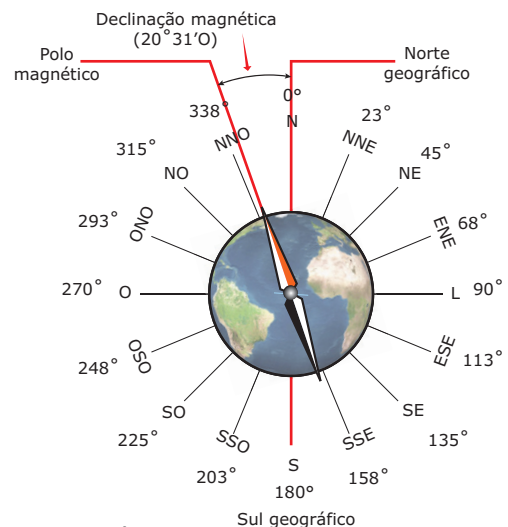 Declinação magnética
(20˚31’O)
Polo
magnético
Norte
geográfico
0°
N
338˚
NNO
23˚
NNE
315˚
NO
45˚
NE
293˚
ONO
68˚
ENE
270˚
O
L
90˚
248˚
OSO
ESE
113˚
SO
225˚
SE
135˚
203˚
SSO
SSE
158˚
S
180°
Sul geográfico